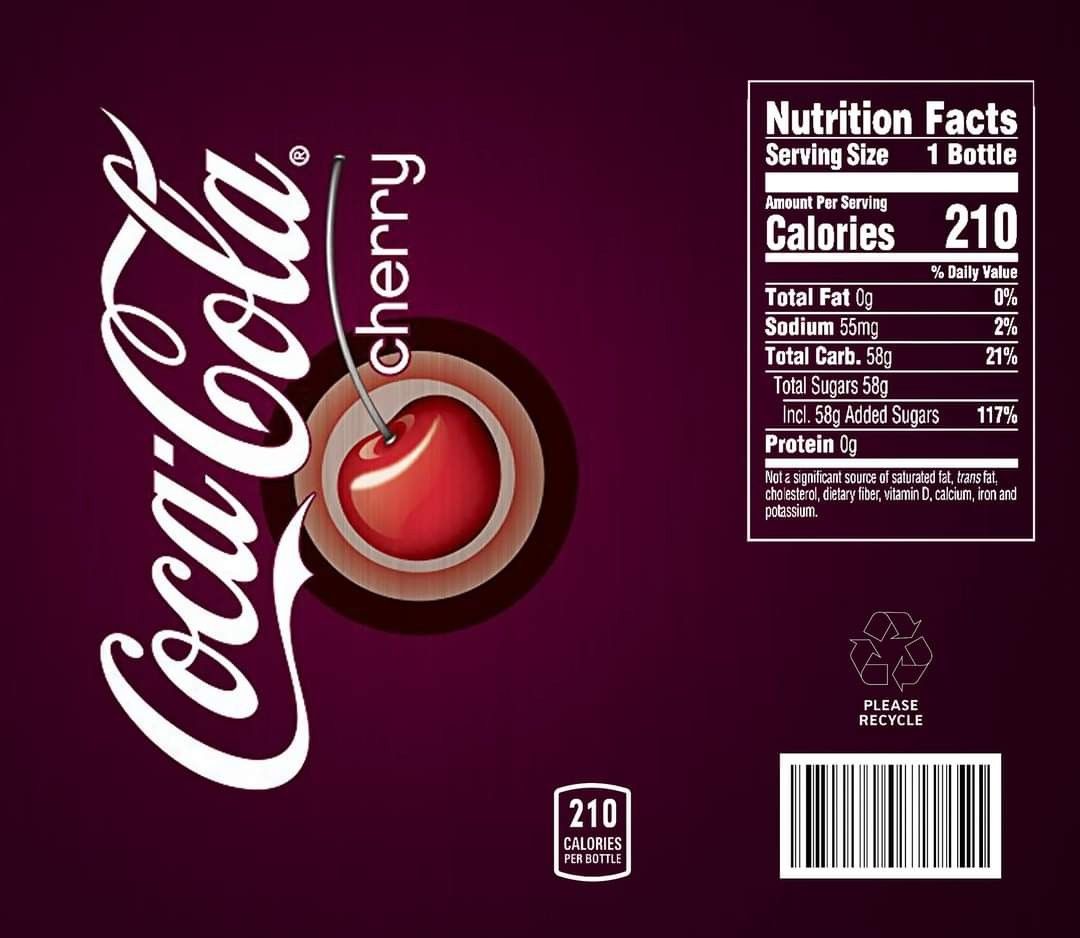 Coca-Cola®
cherry
Nutrition Facts
Serving Size 1 Bottle
Amount Per Serving
Calories 210
% Daily Value
Total Fat 0g 0%
Sodium 55mg 2%
Total Carb. 58g 21%
Total Sugars 58g
Incl. 58g Added Sugars 117%
Protein 0g
Not a significant source of saturated fat, trans fat,
cholesterol, dietary fiber, vitamin D, calcium, iron and
potassium.
PLEASE
RECYCLE
210
CALORIES
PER BOTTLE